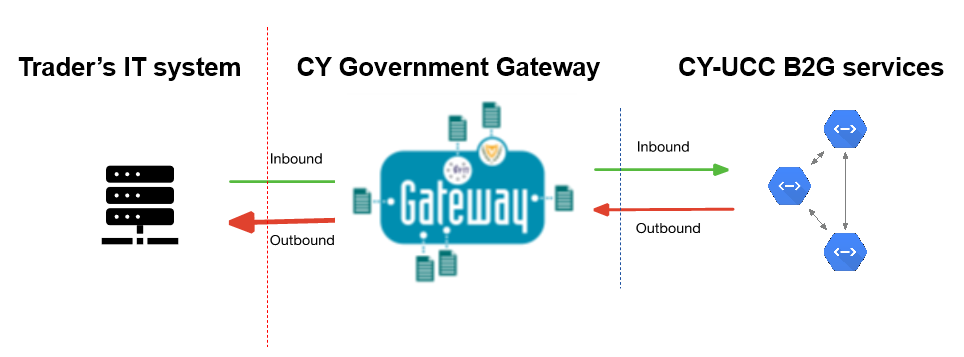 Trader’s IT system
CY Government Gateway
CY-UCC B2G services
Inbound
Inbound
Gateway
Outbound
Outbound